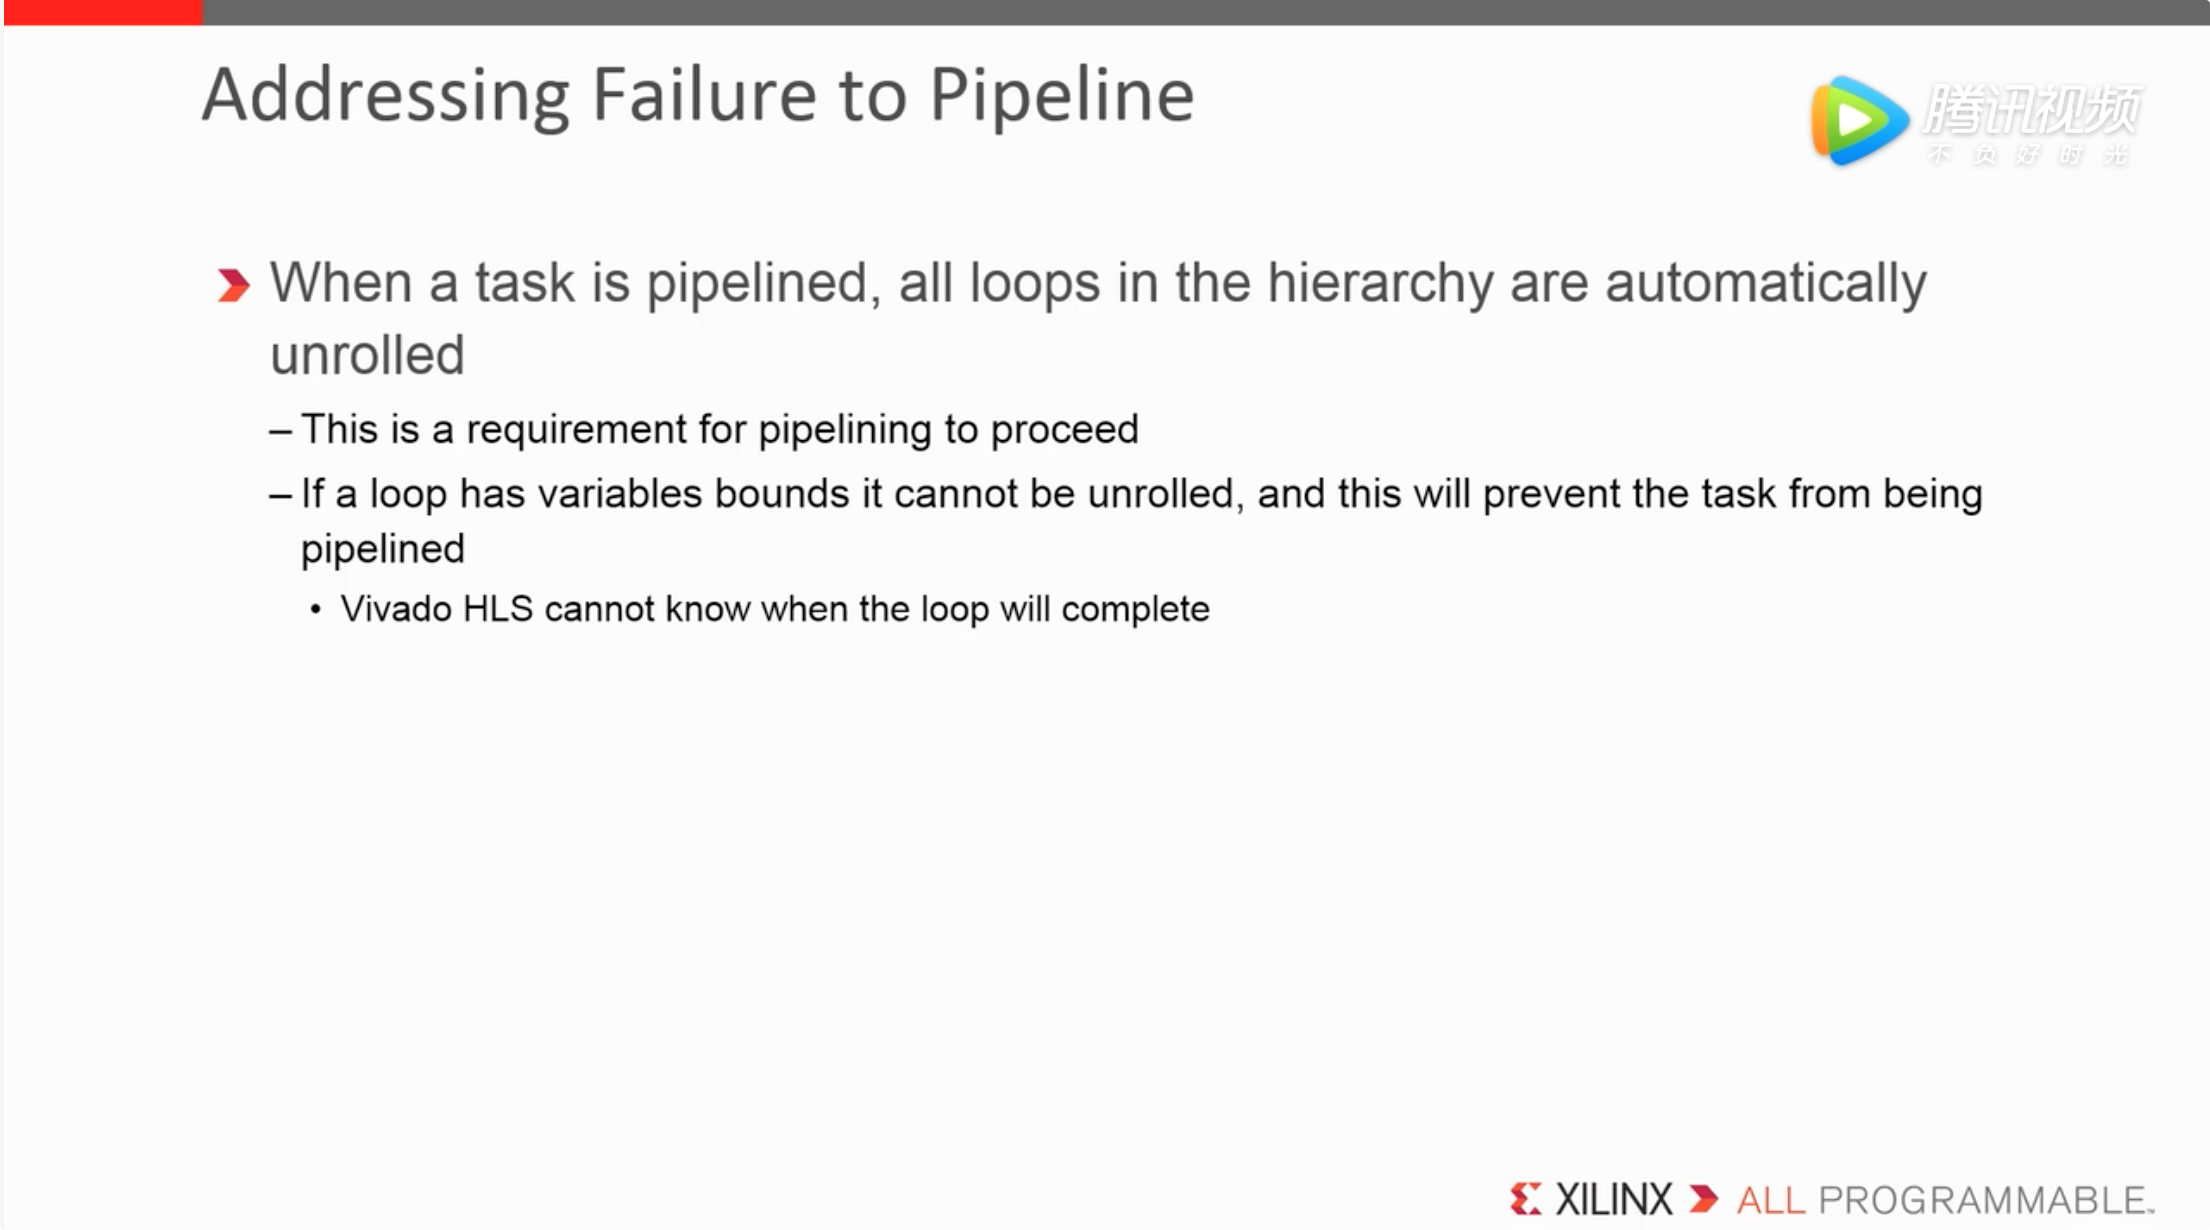 Addressing Failure to Pipeline
腾讯视频
不负好时光
When a task is pipelined, all loops in the hierarchy are automatically
unrolled
– This is a requirement for pipelining to proceed
– If a loop has variables bounds it cannot be unrolled, and this will prevent the task from being
pipelined
• Vivado HLS cannot know when the loop will complete
XILINX ALL PROGRAMMABLE™